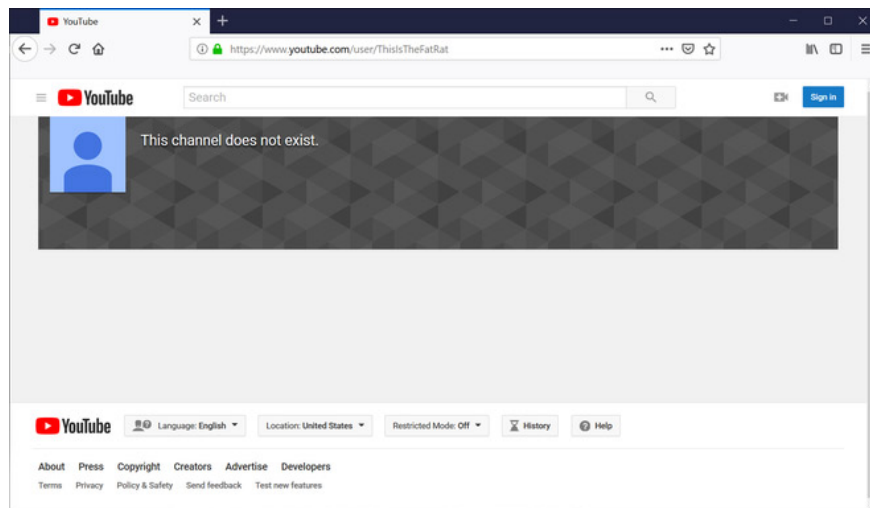 YouTube
https://www.youtube.com/user/ThisIsTheFatRat
YouTube
Search
Sign in
This channel does not exist.
YouTube
Language: English
Location: United States
Restricted Mode: Off
History
Help
About Press Copyright Creators Advertise Developers
Terms Privacy Policy & Safety Send feedback Test new features